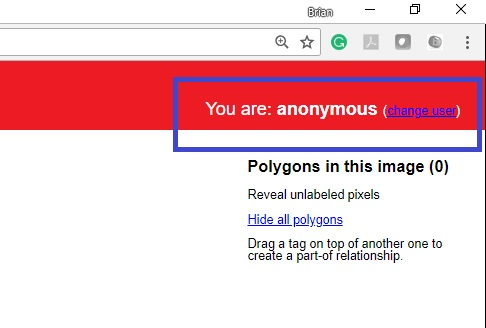 Brian
You are: anonymous (change user)
Polygons in this image (0)
Reveal unlabeled pixels
Hide all polygons
Drag a tag on top of another one to
create a part-of relationship.